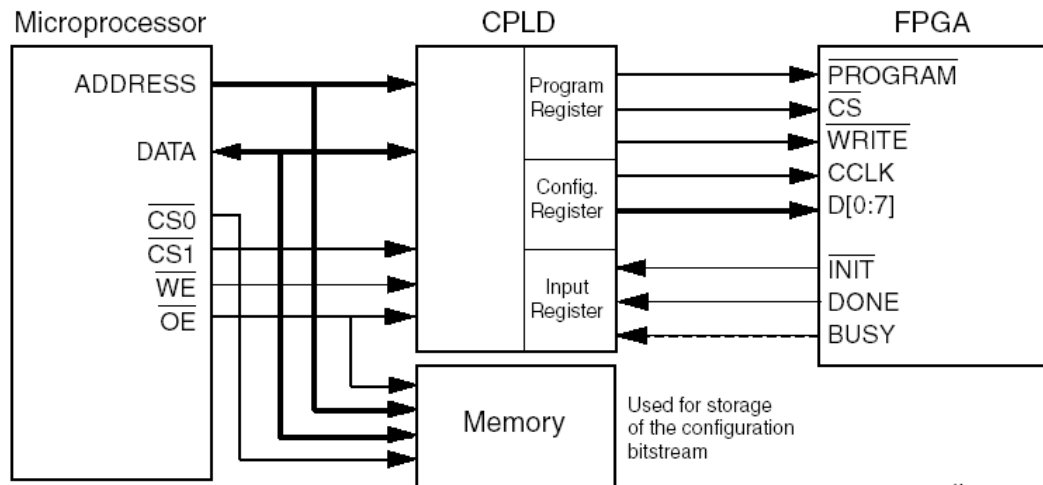 Microprocessor
ADDRESS
DATA
CS0
CS1
WE
OE
CPLD
Program
Register
Config.
Register
Input
Register
FPGA
PROGRAM
CS
WRITE
CCLK
D[0:7]
INIT
DONE
BUSY
Memory
Used for storage
of the configuration
bitstream